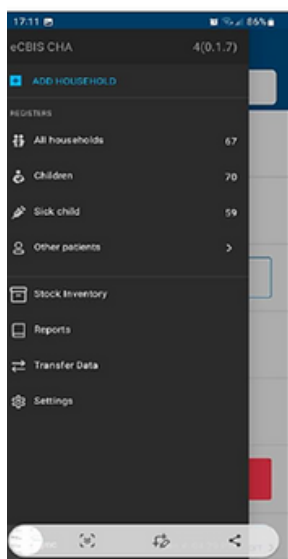 17:11 86%
eCBIS CHA 4(0.1.7)
ADD HOUSEHOLD
REGISTERS
All households 67
Children 70
Sick child 59
Other patients
Stock Inventory
Reports
Transfer Data
Settings